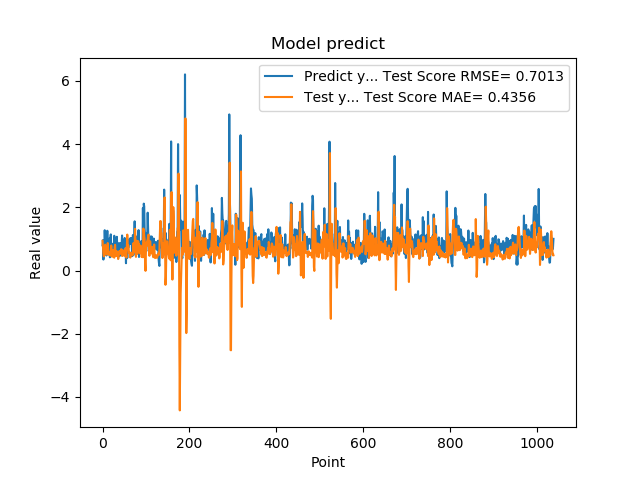 Model predict
Predict y... Test Score RMSE= 0.7013
Test y... Test Score MAE= 0.4356
6
4
2
0
−2
−4
Real value
0 200 400 600 800 1000
Point